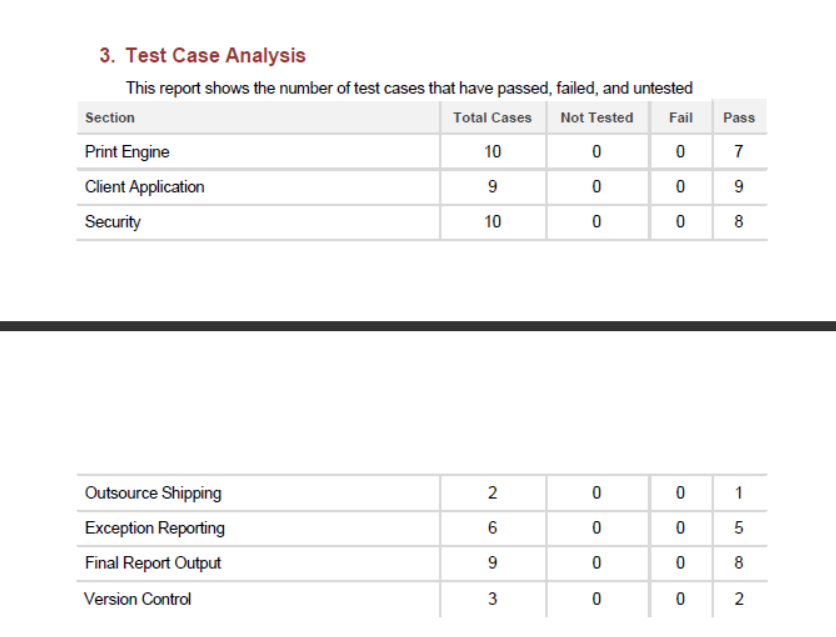 3. Test Case Analysis
This report shows the number of test cases that have passed, failed, and untested
Section Total Cases Not Tested Fail Pass
Print Engine 10 0 0 7
Client Application 9 0 0 9
Security 10 0 0 8
Outsource Shipping 2 0 0 1
Exception Reporting 6 0 0 5
Final Report Output 9 0 0 8
Version Control 3 0 0 2